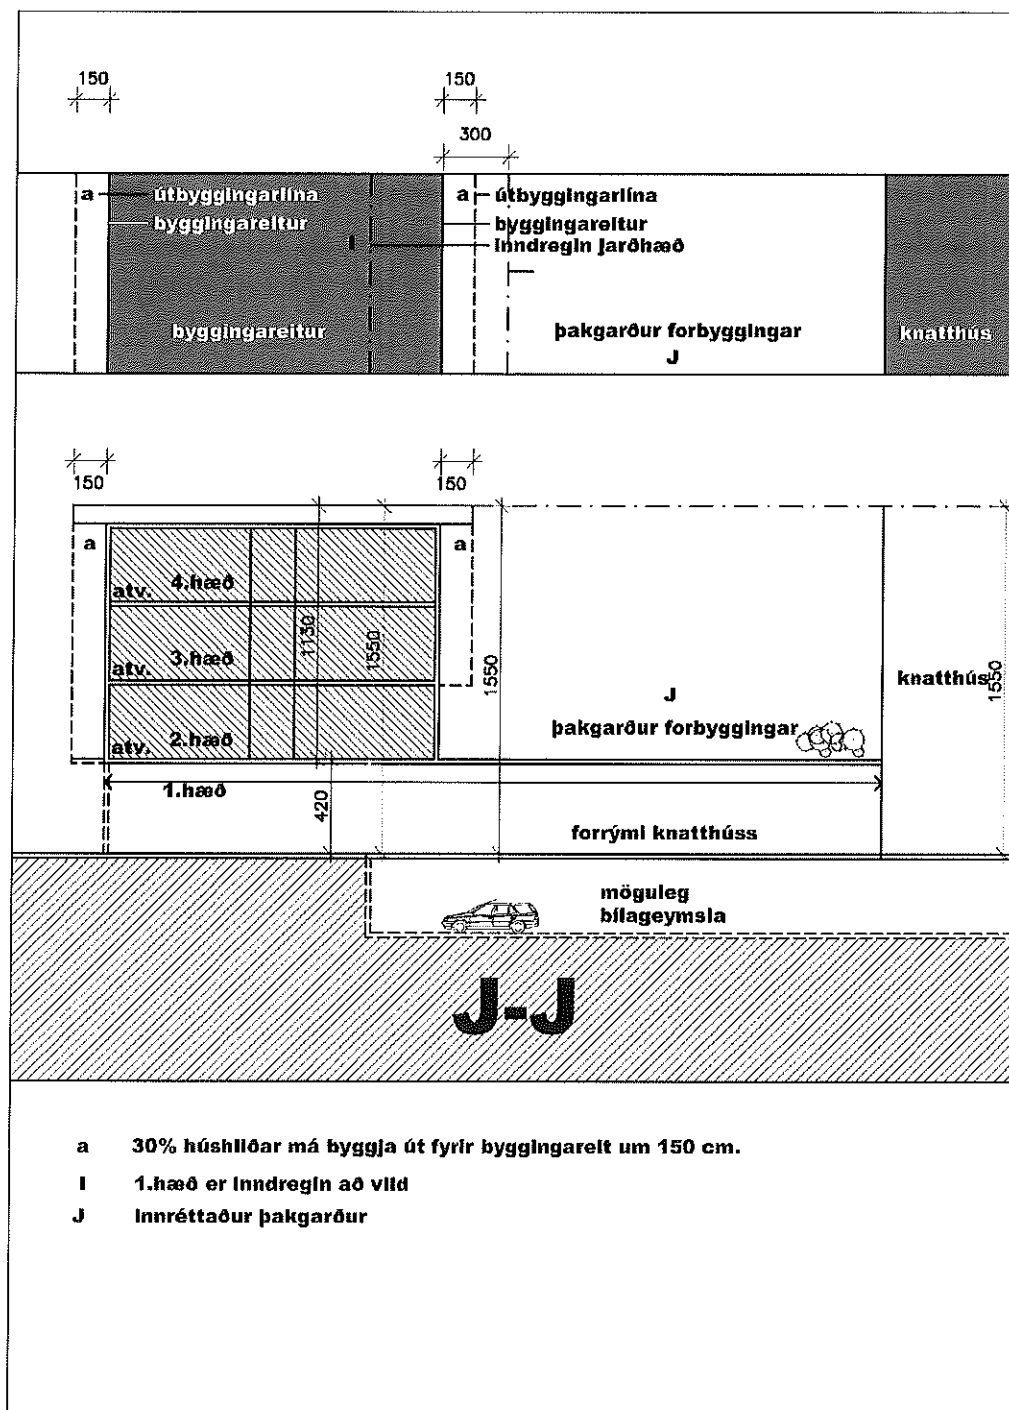 150
150
300
a
útbyggingarlína
a
útbyggingarlína
byggingareitur
byggingareitur
I
inndregin jarðhæð
byggingareitur
þakgarður forbyggingar
knatthús
J
150
150
a
a
4.hæð
atv.
3.hæð
atv.
1130
1550
1550
knatthús
1550
J
þakgarður forbyggingar
2.hæð
atv.
1.hæð
420
forrými knatthúss
möguleg
bílageymsla
J-J
a 30% húshliðar má byggja út fyrir byggingareit um 150 cm.
I 1.hæð er inndregin að vild
J Innréttaður þakgarður